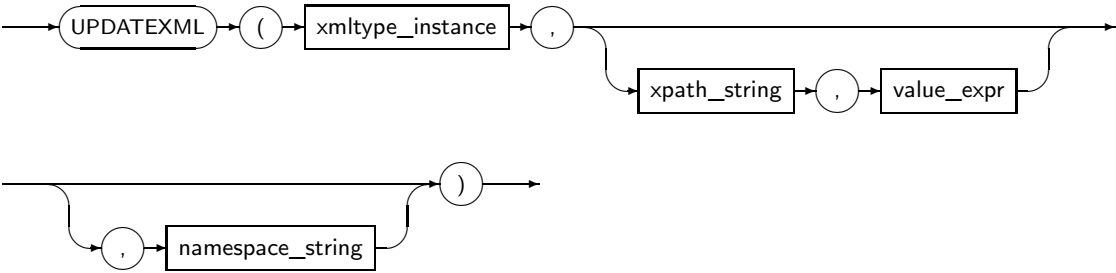 UPDATEXML ( xmltype_instance ,
xpath_string , value_expr
)
, namespace_string